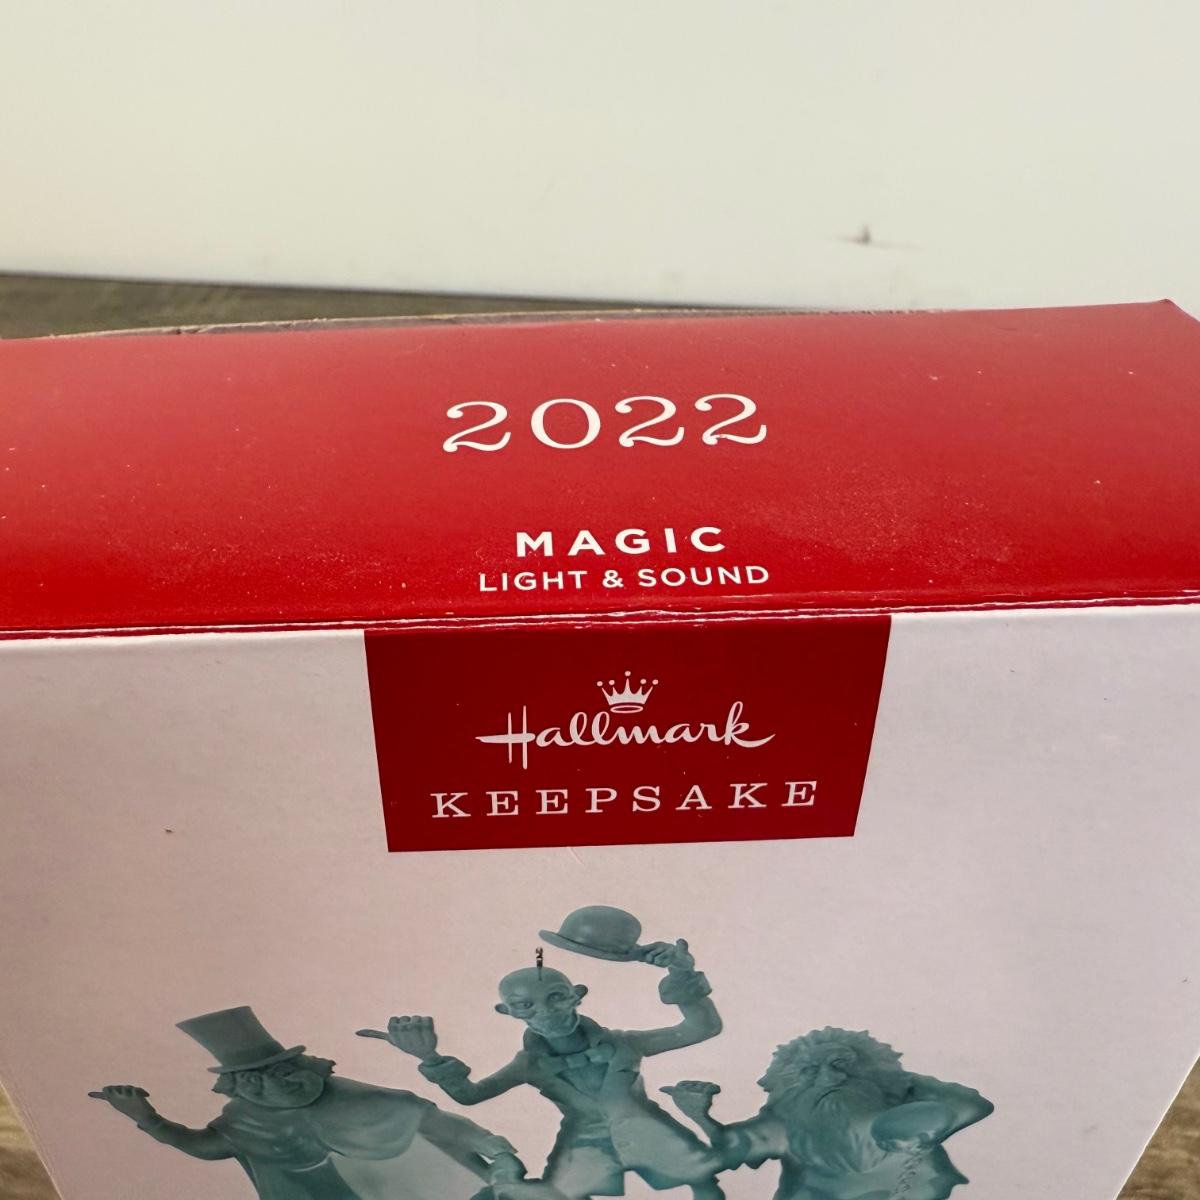 2022
MAGIC
LIGHT & SOUND
Hallmark
KEEPSAKE